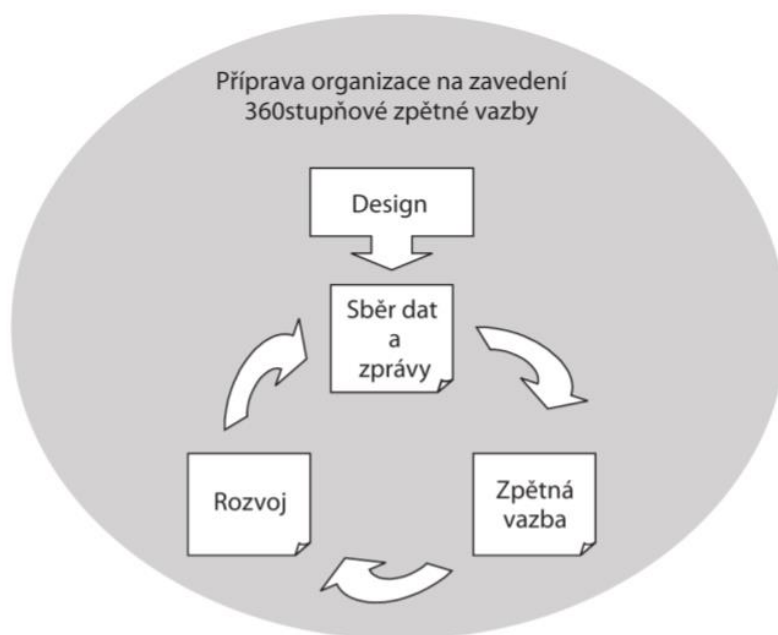 Příprava organizace na zavedení
360stupňové zpětné vazby
Design
Sběr dat
a
zprávy
Rozvoj
Zpětná
vazba